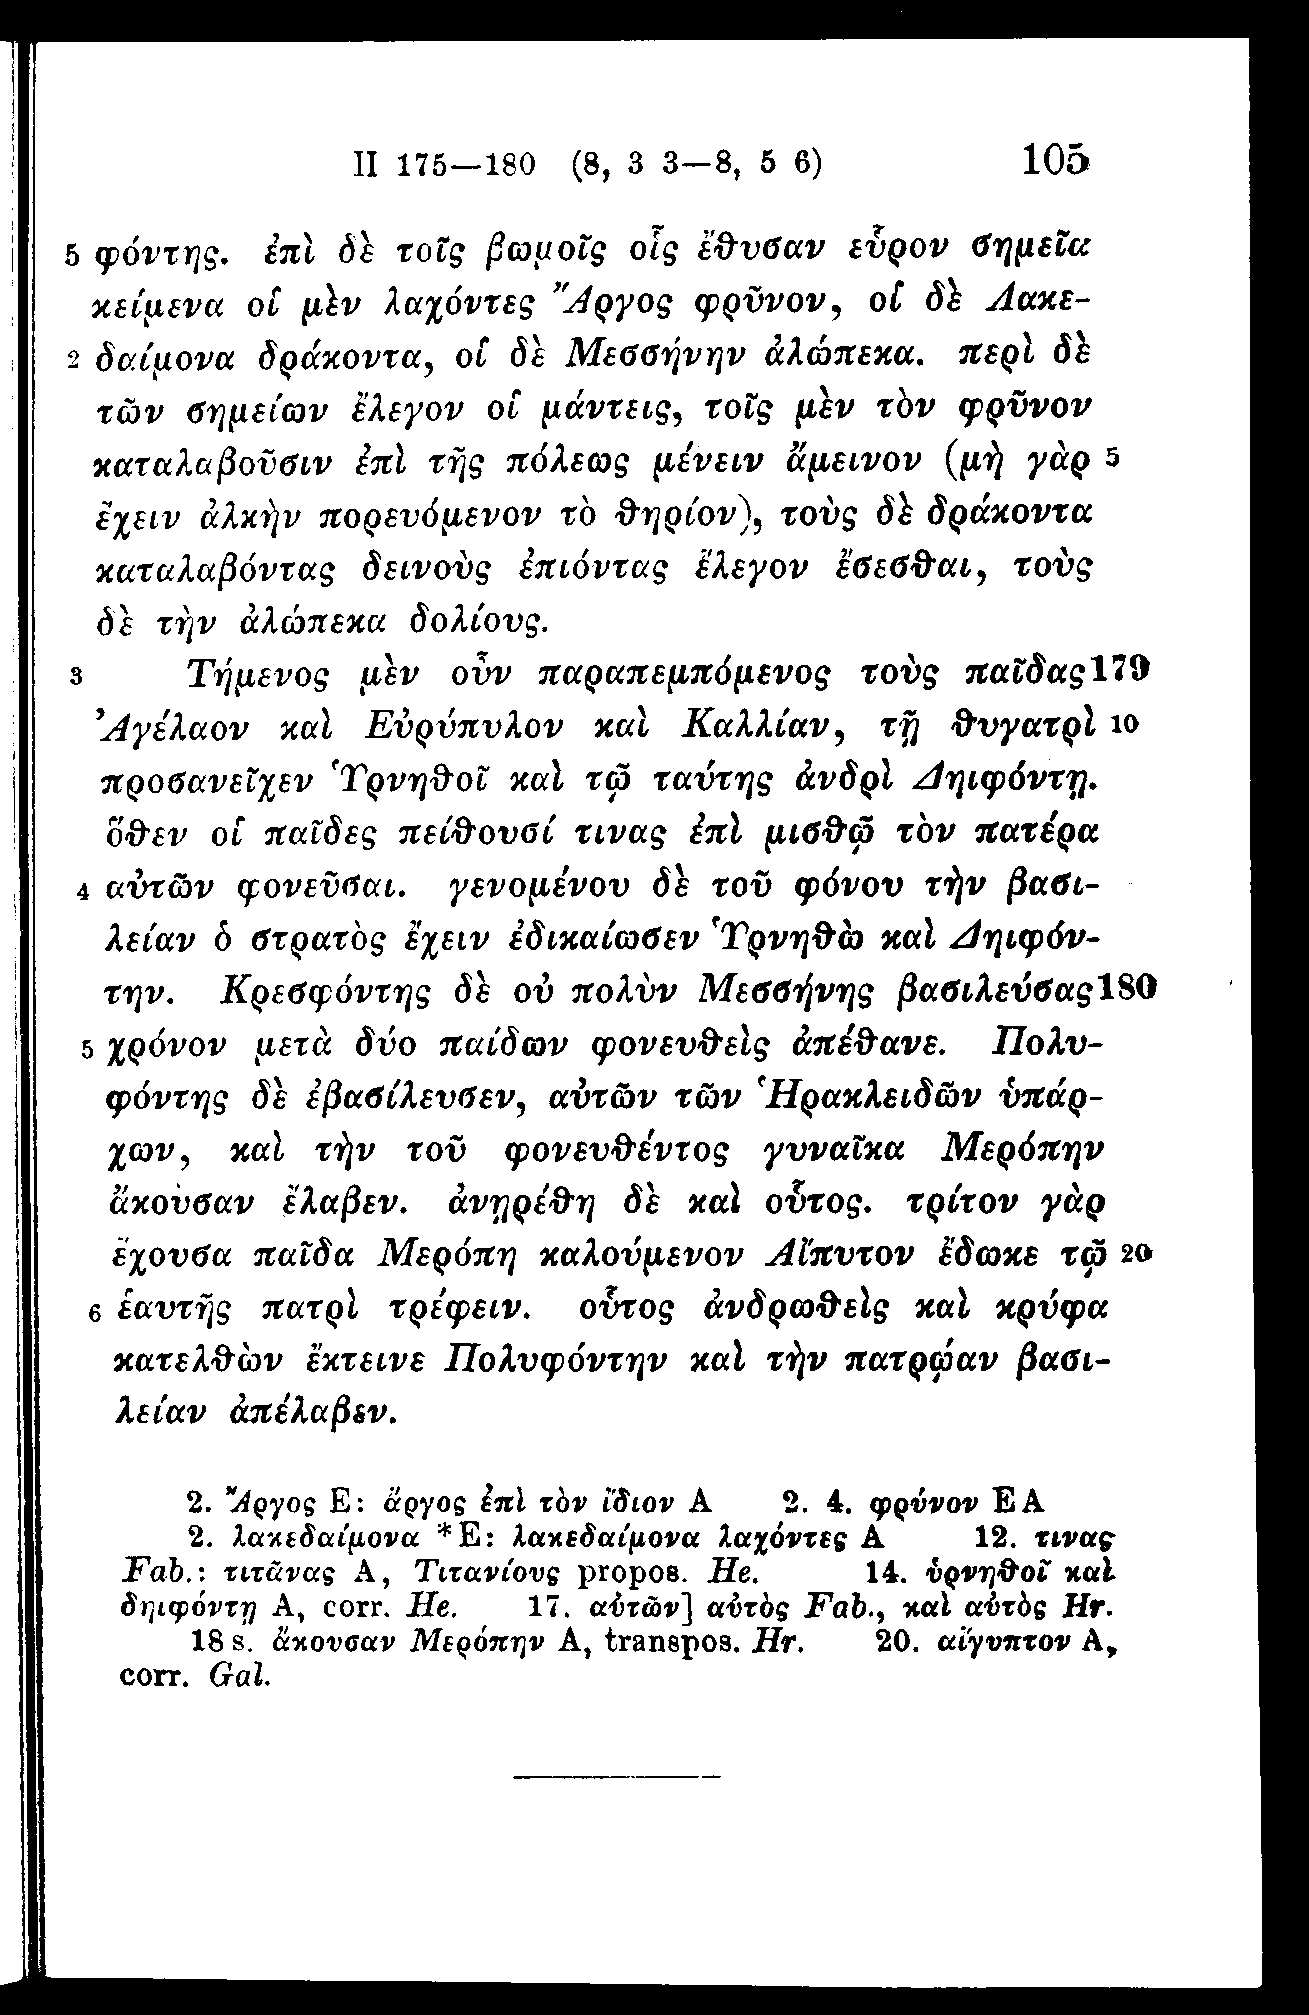 II 175—180 (8, 3 3—8, 5 6) 105
5 φόντης. ἐπὶ δὲ τοῖς βωμοῖς οἷς ἔθυσαν εὗρον σημεῖα
κείμενα οἱ μὲν λαχόντες Ἄργος φρῦνον, οἱ δὲ Λακε-
2 δαίμονα δράκοντα, οἱ δὲ Μεσσήνην ἀλώπεκα. περὶ δὲ
τῶν σημείων ἔλεγον οἱ μάντεις, τοῖς μὲν τὸν φρῦνον
καταλαβοῦσιν ἐπὶ τῆς πόλεως μένειν ἄμεινον (μὴ γὰρ 5
ἔχειν ἀλκὴν πορευόμενον τὸ θηρίον), τοὺς δὲ δράκοντα
καταλαβόντας δεινοὺς ἐπιόντας ἔλεγον ἔσεσθαι, τοὺς
δὲ τὴν ἀλώπεκα δολίους.
3 Τήμενος μὲν οὖν παραπεμπόμενος τοὺς παῖδας 179
Ἀγέλαον καὶ Εὐρύπυλον καὶ Καλλίαν, τῇ θυγατρὶ 10
προσανεῖχεν Ὑρνηθοῖ καὶ τῷ ταύτης ἀνδρὶ Δηιφόντῃ.
ὅθεν οἱ παῖδες πείθουσί τινας ἐπὶ μισθῷ τὸν πατέρα
4 αὐτῶν φονεῦσαι. γενομένου δὲ τοῦ φόνου τὴν βασι-
λείαν ὁ στρατὸς ἔχειν ἐδικαίωσεν Ὑρνηθὼ καὶ Δηιφόν-
την. Κρεσφόντης δὲ οὐ πολὺν Μεσσήνης βασιλεύσας 180
5 χρόνον μετὰ δύο παίδων φονευθεὶς ἀπέθανε. Πολυ-
φόντης δὲ ἐβασίλευσεν, αὐτῶν τῶν Ἡρακλειδῶν ὑπάρ-
χων, καὶ τὴν τοῦ φονευθέντος γυναῖκα Μερόπην
ἄκουσαν ἔλαβεν. ἀνῃρέθη δὲ καὶ οὗτος. τρίτον γὰρ
ἔχουσα παῖδα Μερόπη καλούμενον Αἴπυτον ἔδωκε τῷ 20
6 ἑαυτῆς πατρὶ τρέφειν. οὗτος ἀνδρωθεὶς καὶ κρύφα
κατελθὼν ἔκτεινε Πολυφόντην καὶ τὴν πατρῴαν βασι-
λείαν ἀπέλαβεν.
2. Ἄργος E: ἄργος ἐπὶ τὸν ἴδιον A 2. 4. φρύνον EA
2. λακεδαίμονα *E: λακεδαίμονα λαχόντες A 12. τινας
Fab.: τιτᾶνας A, Τιτανίους propos. He. 14. ὑρνηθοῖ καὶ
δηιφόντῃ A, corr. He. 17. αὐτῶν] αὐτὸς Fab., καὶ αὐτὸς Hr.
18 s. ἄκουσαν Μερόπην A, transpos. Hr. 20. αἴγυπτον A,
corr. Gal.